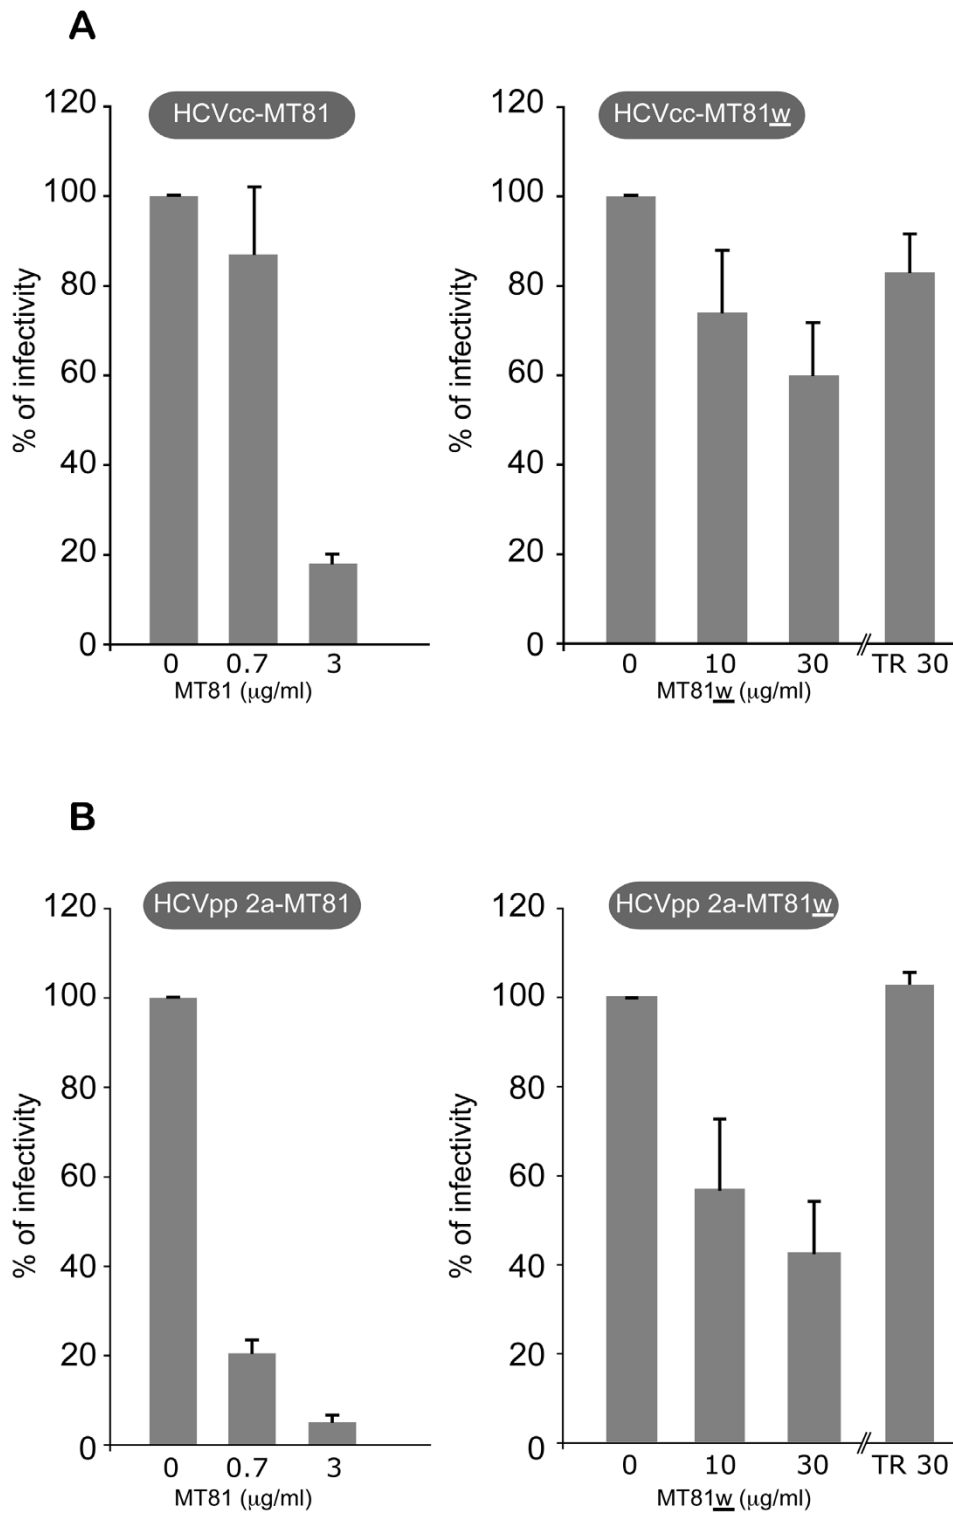 A
HCVcc-MT81
% of infectivity
120
100
80
60
40
20
0
0 0.7 3
MT81 (μg/ml)
HCVcc-MT81w
% of infectivity
120
100
80
60
40
20
0
0 10 30 TR 30
MT81w (μg/ml)
B
HCVpp 2a-MT81
% of infectivity
120
100
80
60
40
20
0
0 0.7 3
MT81 (μg/ml)
HCVpp 2a-MT81w
% of infectivity
120
100
80
60
40
20
0
0 10 30 TR 30
MT81w (μg/ml)